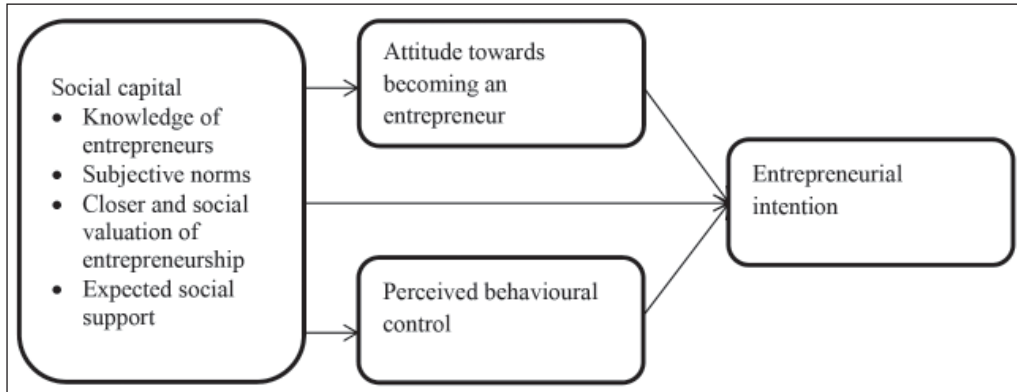 Social capital
• Knowledge of
entrepreneurs
• Subjective norms
• Closer and social
valuation of
entrepreneurship
• Expected social
support
Attitude towards
becoming an
entrepreneur
Perceived behavioural
control
Entrepreneurial
intention